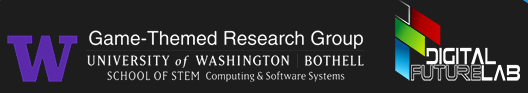 W
Game-Themed Research Group
UNIVERSITY of WASHINGTON | BOTHELL
SCHOOL OF STEM Computing & Software Systems
DIGITAL
FUTURELAB